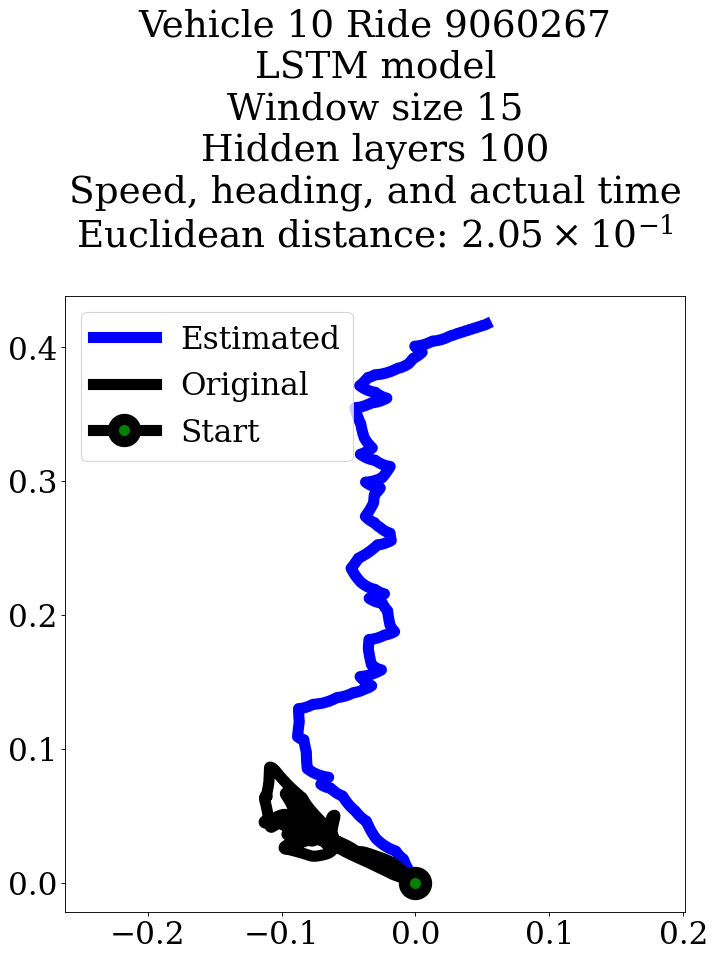 Vehicle 10 Ride 9060267
LSTM model
Window size 15
Hidden layers 100
Speed, heading, and actual time
Euclidean distance: 2.05 × 10⁻¹
Estimated
Original
Start
0.4
0.3
0.2
0.1
0.0
−0.2 −0.1 0.0 0.1 0.2